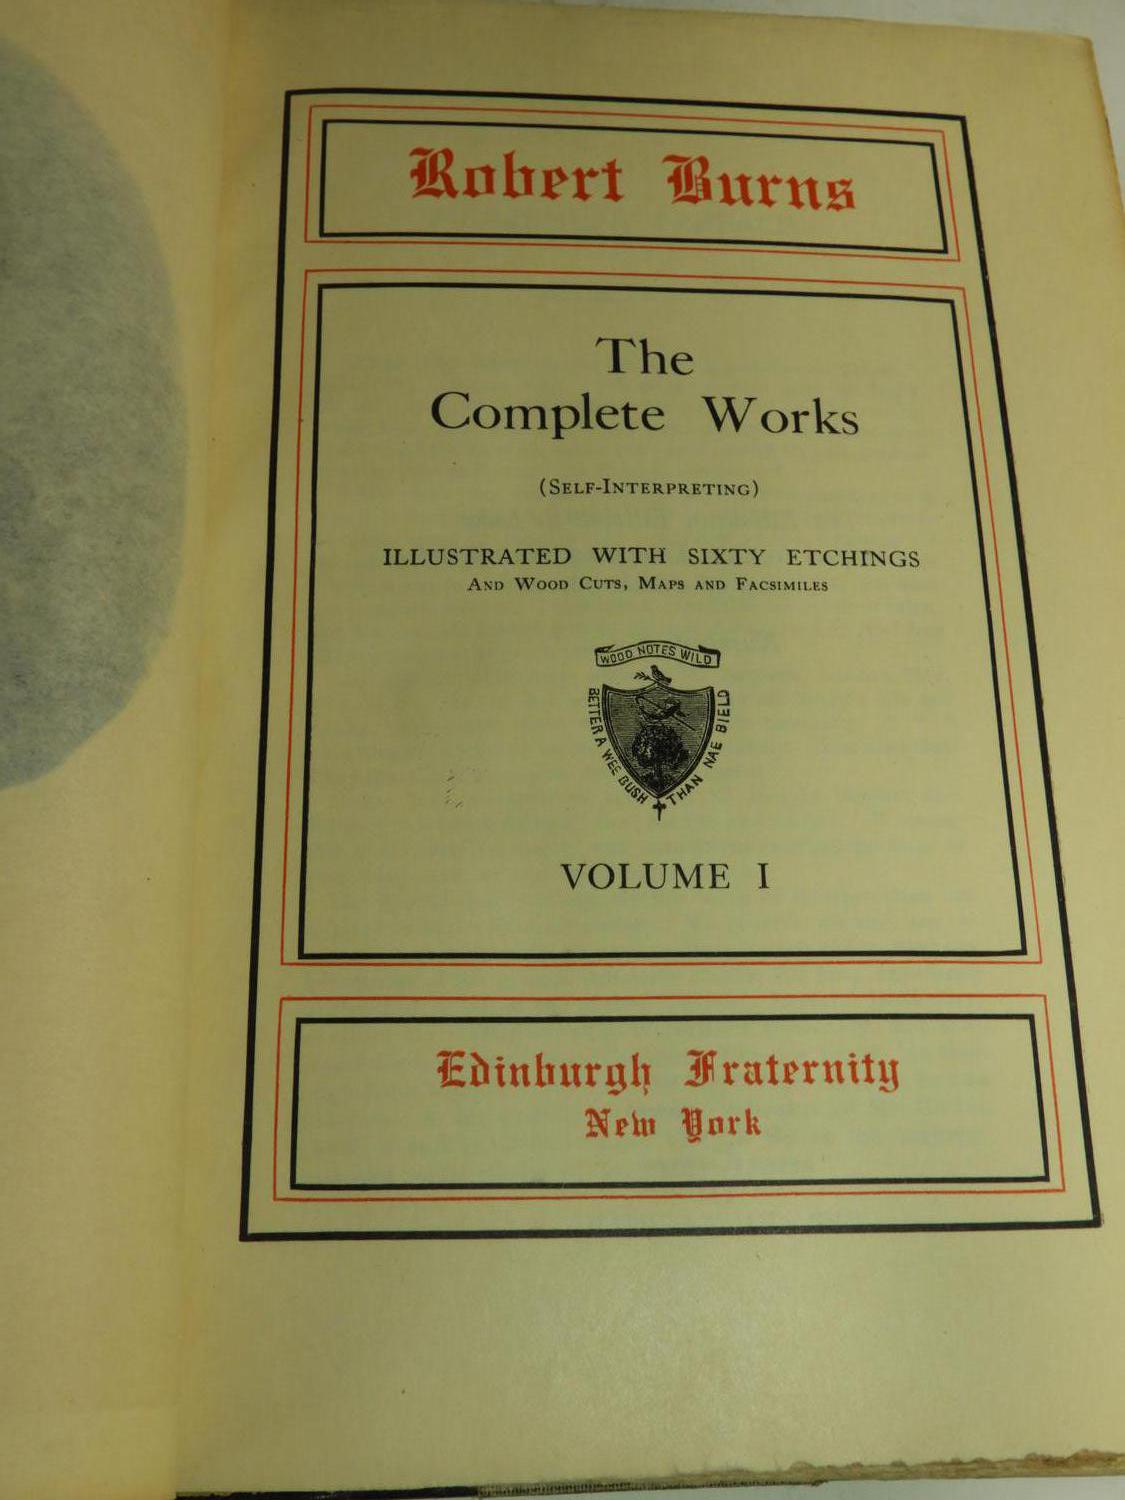 Robert Burns
The
Complete Works
(SELF-INTERPRETING)
ILLUSTRATED WITH SIXTY ETCHINGS
AND WOOD CUTS, MAPS AND FACSIMILES
WOOD NOTES WILD
BETTER A WEE BUSH THAN NAE BIELD
VOLUME I
Edinburgh Fraternity
New York